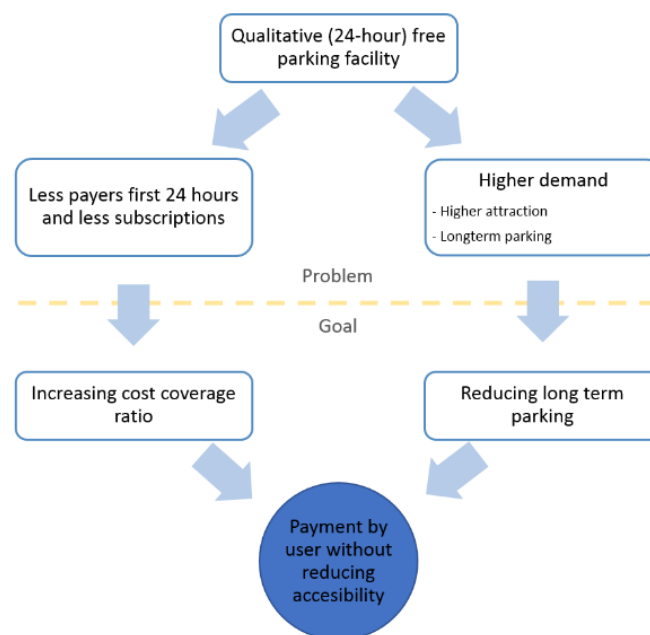 Qualitative (24-hour) free
parking facility
Less payers first 24 hours
and less subscriptions
Higher demand
- Higher attraction
- Longterm parking
Problem
Goal
Increasing cost coverage
ratio
Reducing long term
parking
Payment by
user without
reducing
accesibility